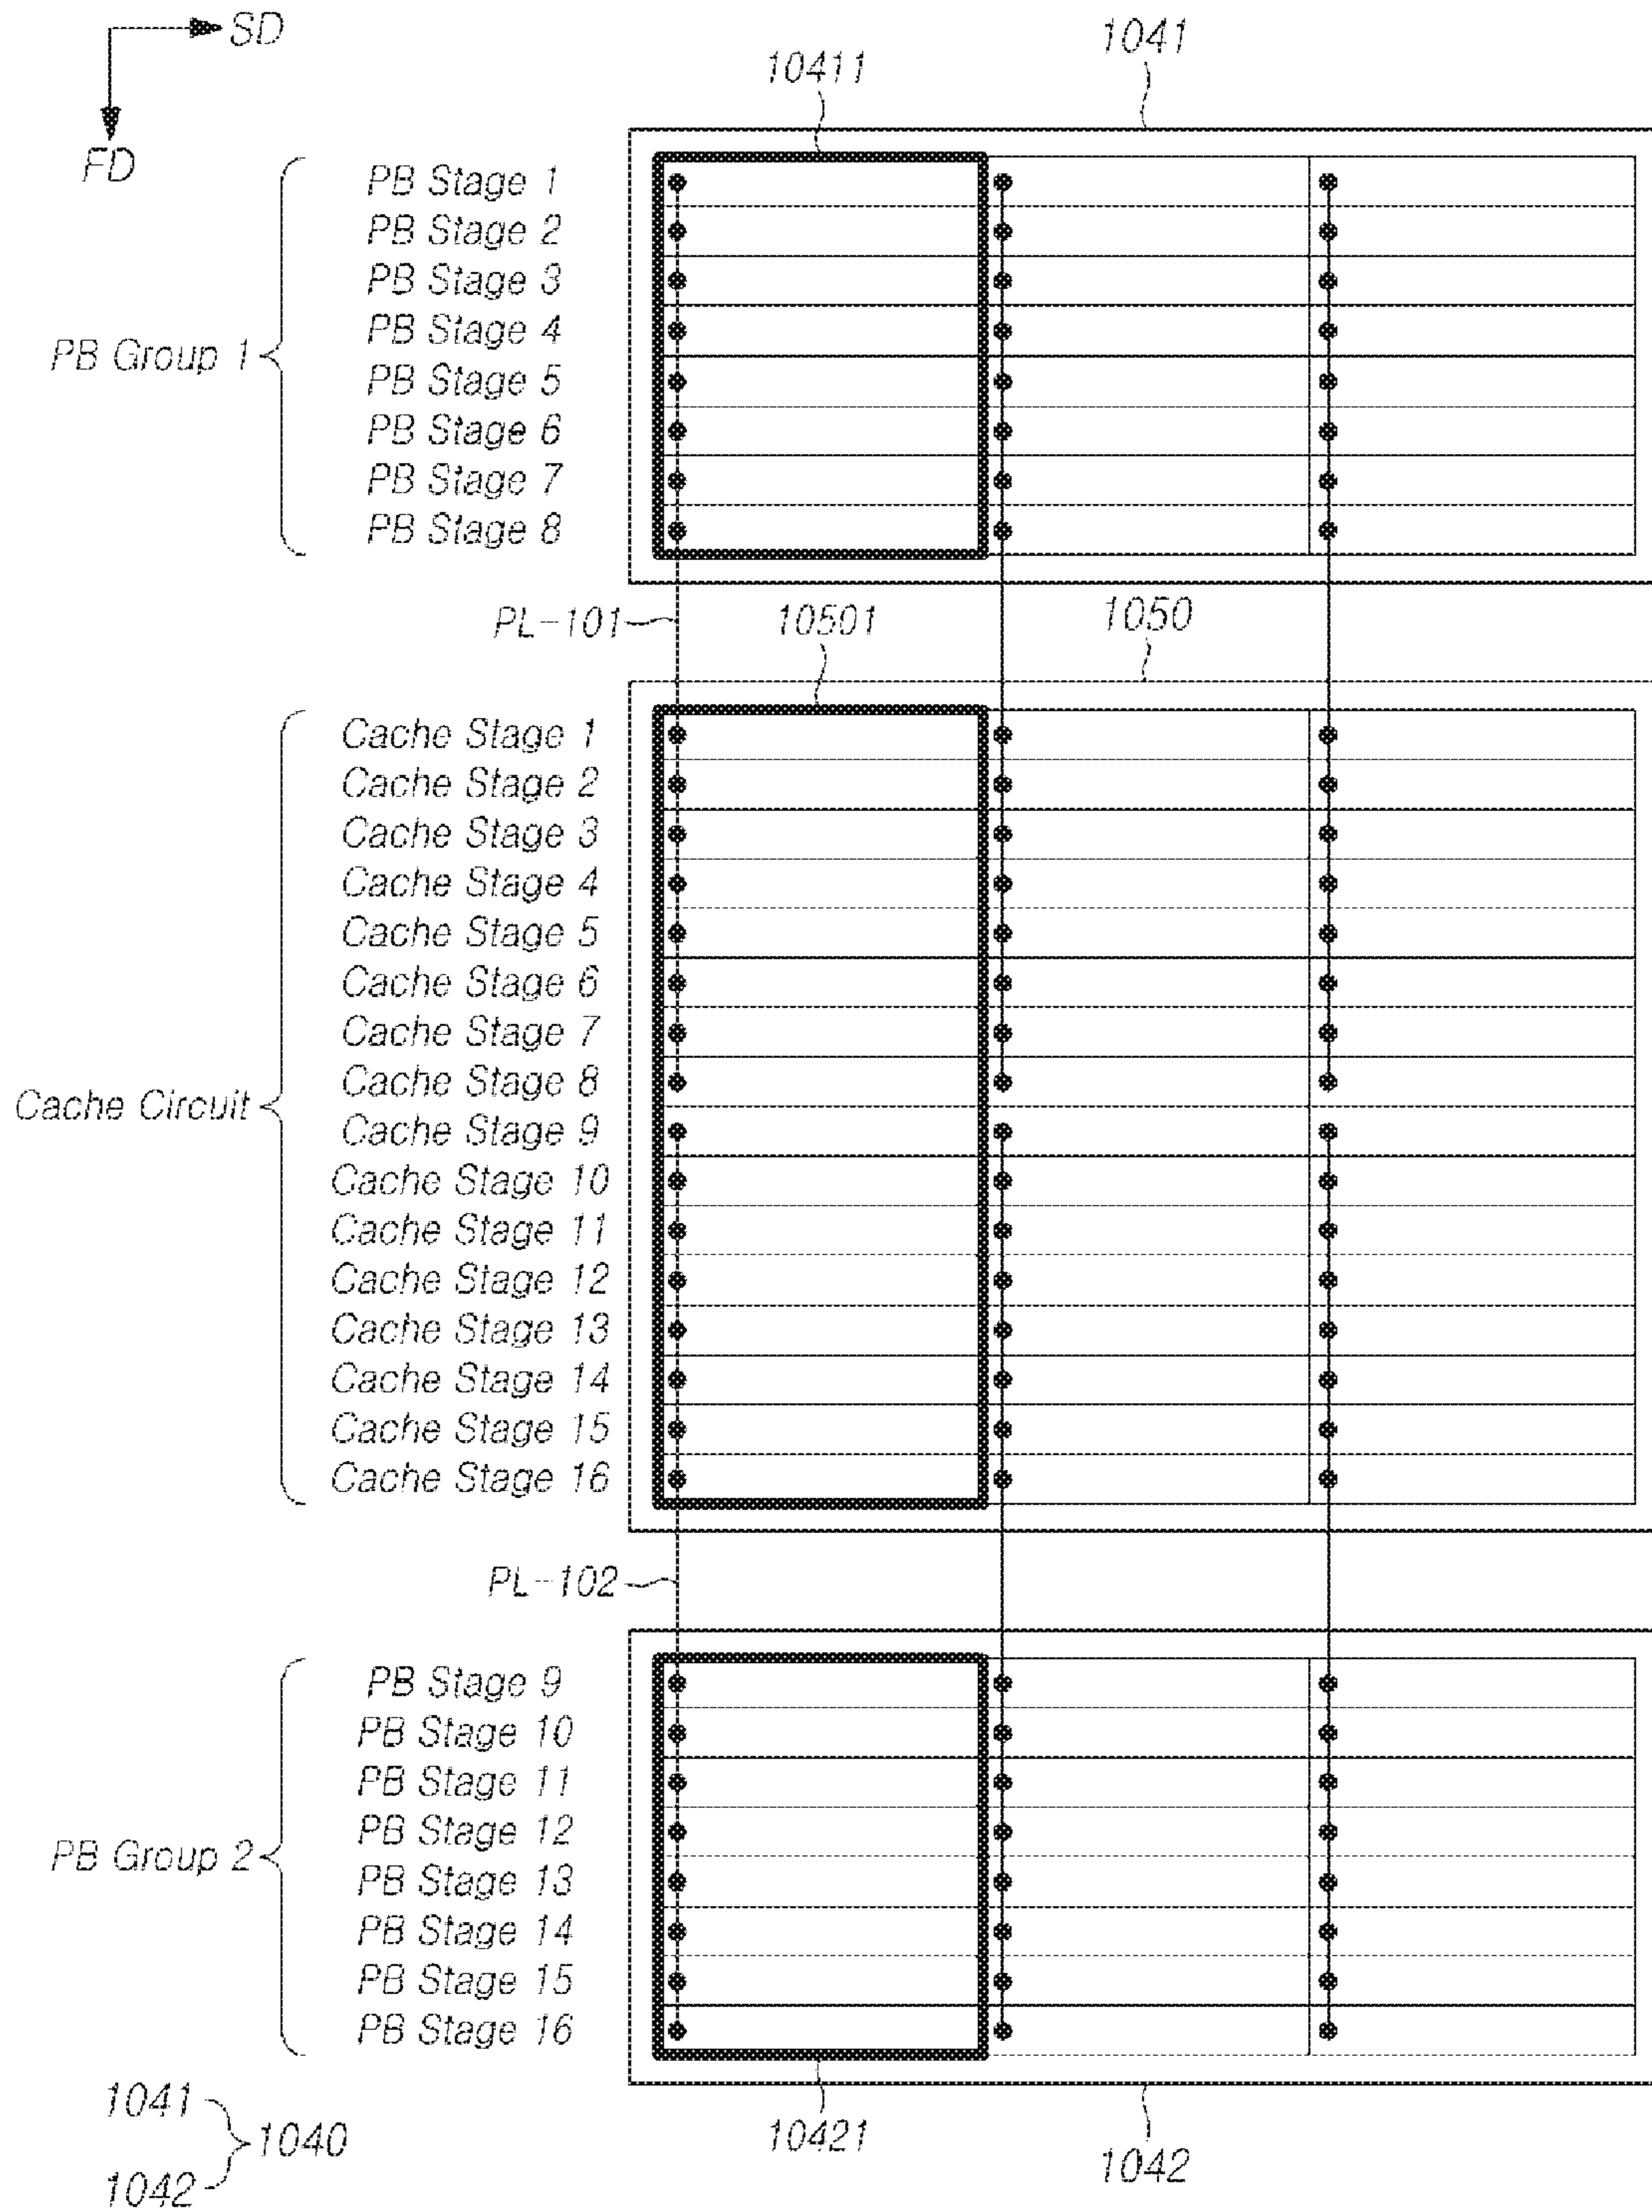 SD
FD
1041
10411
PB Group 1
PB Stage 1
PB Stage 2
PB Stage 3
PB Stage 4
PB Stage 5
PB Stage 6
PB Stage 7
PB Stage 8
PL-101
10501
1050
Cache Circuit
Cache Stage 1
Cache Stage 2
Cache Stage 3
Cache Stage 4
Cache Stage 5
Cache Stage 6
Cache Stage 7
Cache Stage 8
Cache Stage 9
Cache Stage 10
Cache Stage 11
Cache Stage 12
Cache Stage 13
Cache Stage 14
Cache Stage 15
Cache Stage 16
PL-102
PB Group 2
PB Stage 9
PB Stage 10
PB Stage 11
PB Stage 12
PB Stage 13
PB Stage 14
PB Stage 15
PB Stage 16
10421
1042
1041
1042
1040